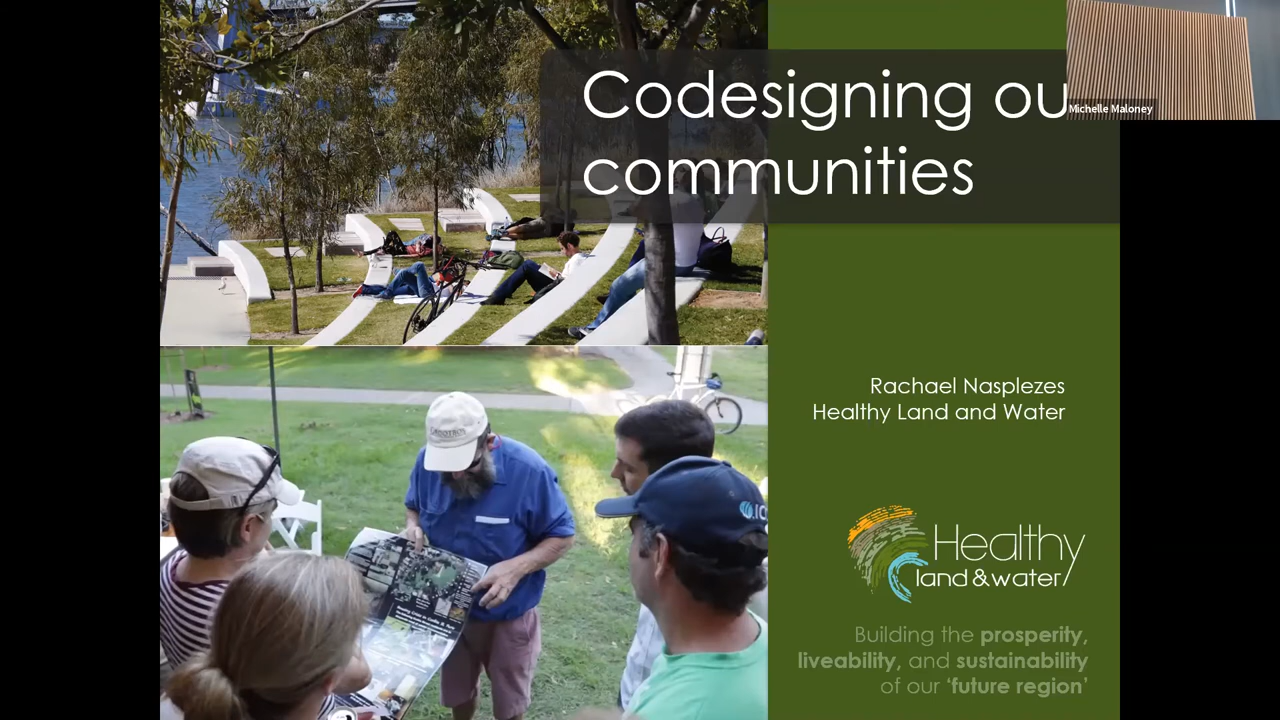 Codesigning ou
communities
Michelle Maloney
Rachael Nasplezes
Healthy Land and Water
Healthy
land & water
Building the prosperity,
liveability, and sustainability
of our ‘future region’